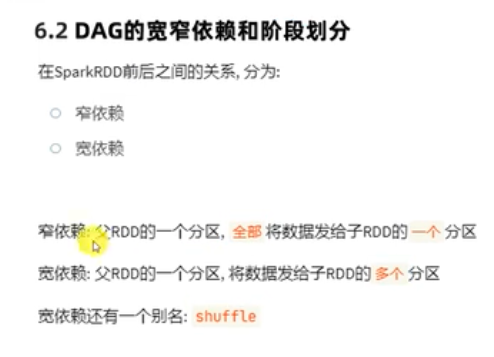 6.2 DAG的宽窄依赖和阶段划分
在SparkRDD前后之间的关系, 分为:
窄依赖
宽依赖
窄依赖: 父RDD的一个分区, 全部 将数据发给子RDD的 一个 分区
宽依赖: 父RDD的一个分区, 将数据发给子RDD的 多个 分区
宽依赖还有一个别名: shuffle